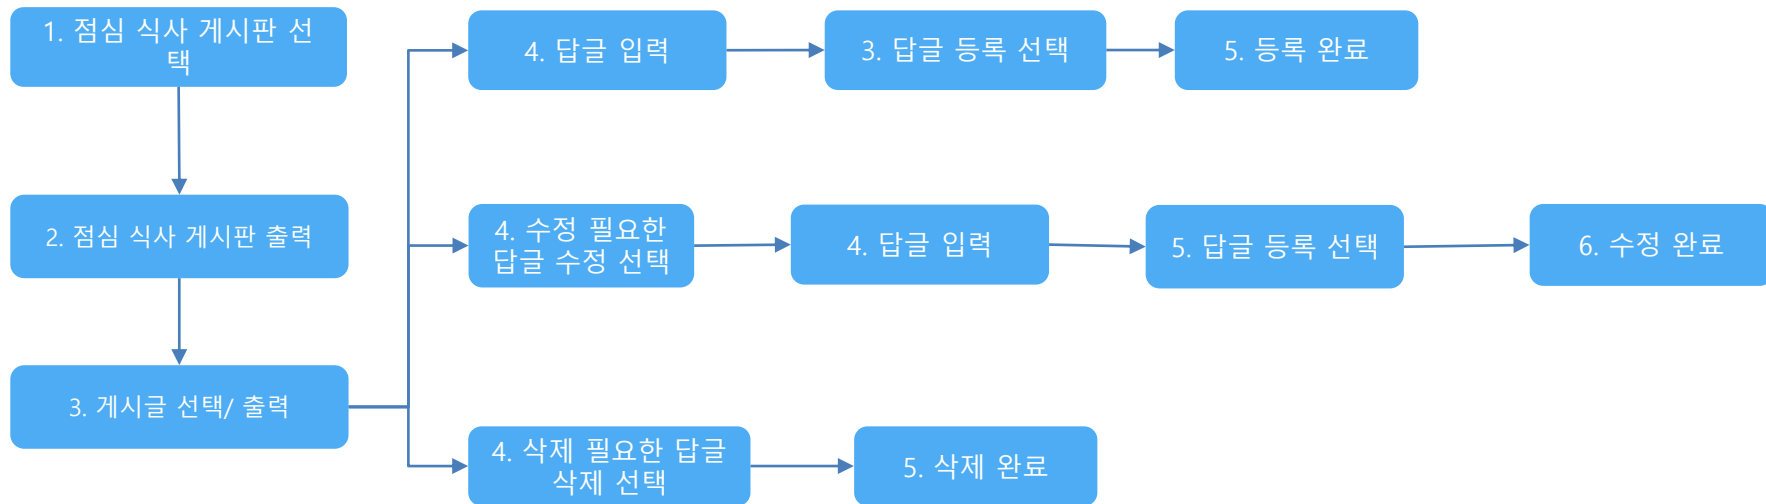 1. 점심 식사 게시판 선
택
2. 점심 식사 게시판 출력
3. 게시글 선택/ 출력
4. 답글 입력
3. 답글 등록 선택
5. 등록 완료
4. 수정 필요한
답글 수정 선택
4. 답글 입력
5. 답글 등록 선택
6. 수정 완료
4. 삭제 필요한 답글
삭제 선택
5. 삭제 완료